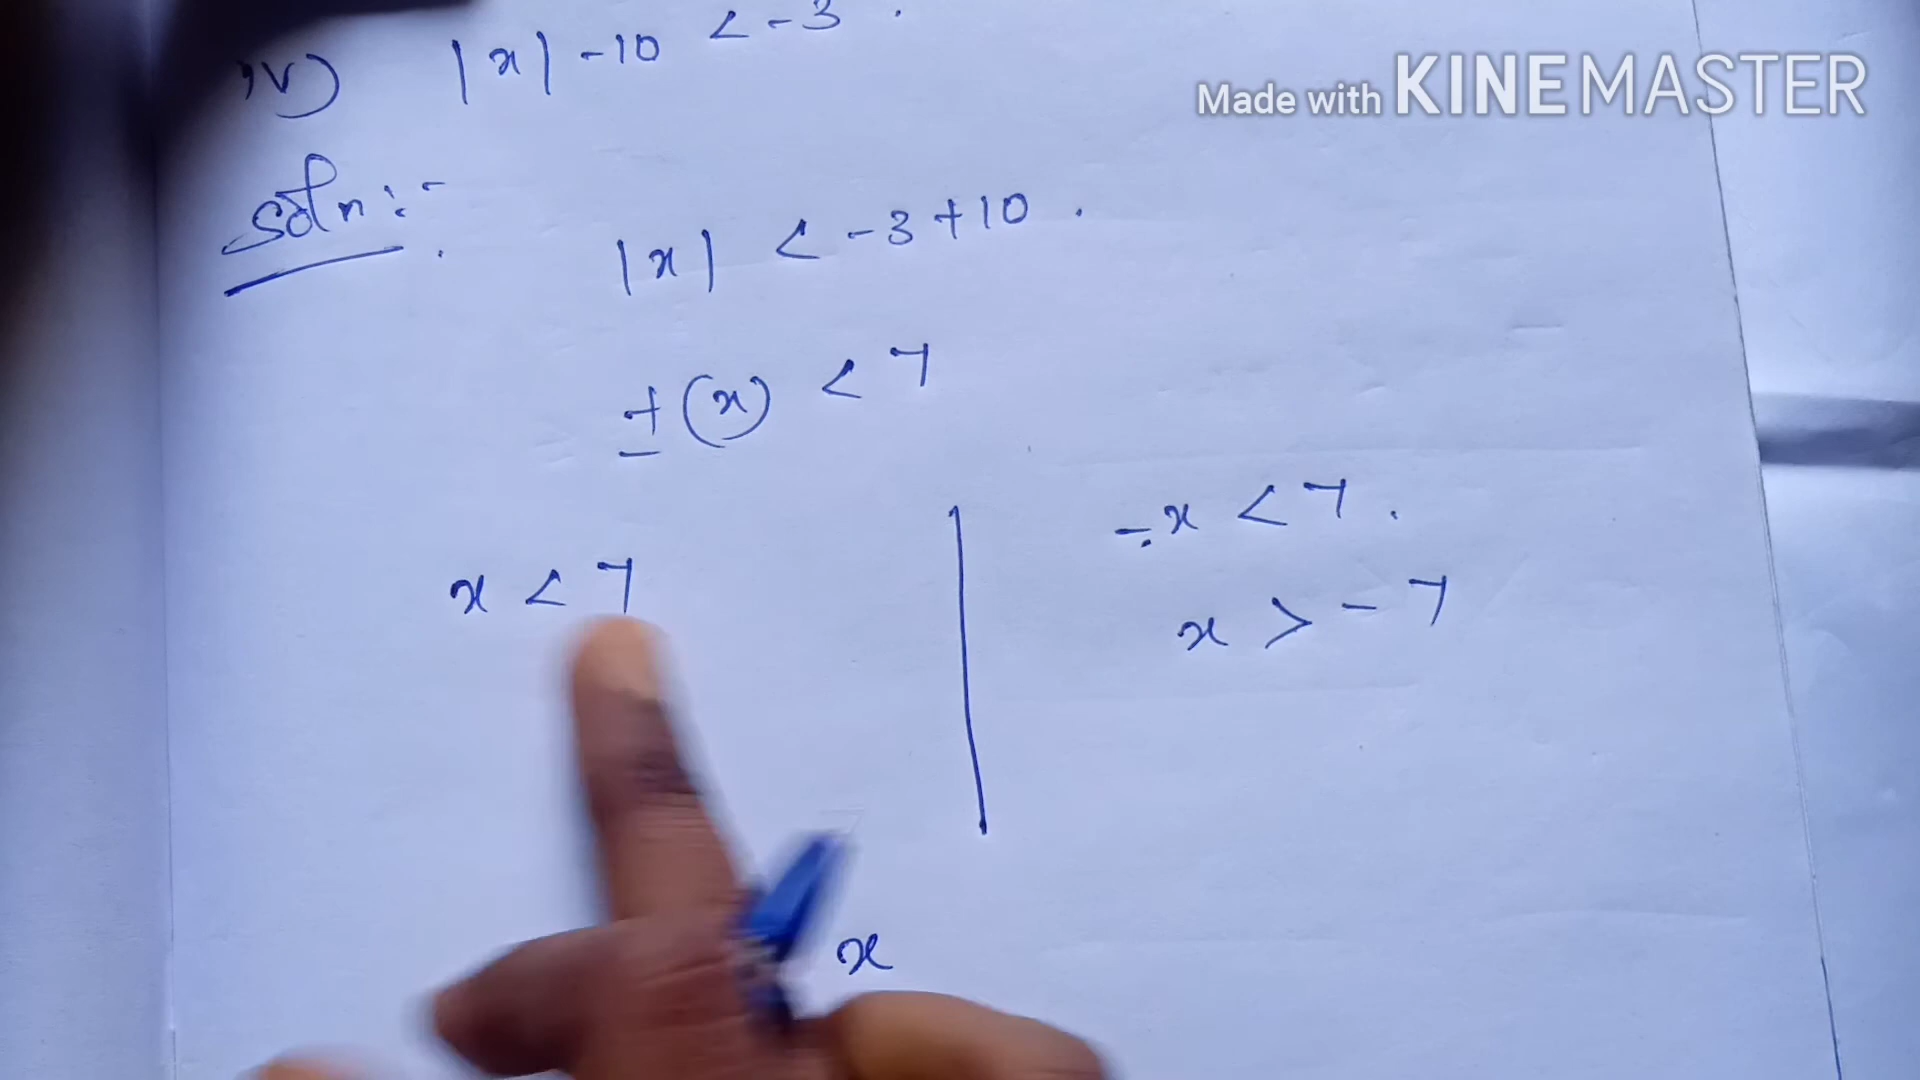 iv) |x| -10 < -3 .
Made with KINEMASTER
Soln:-
|x| < -3 +10 .
±(x) < 7
-x < 7 .
x < 7
x > -7
x